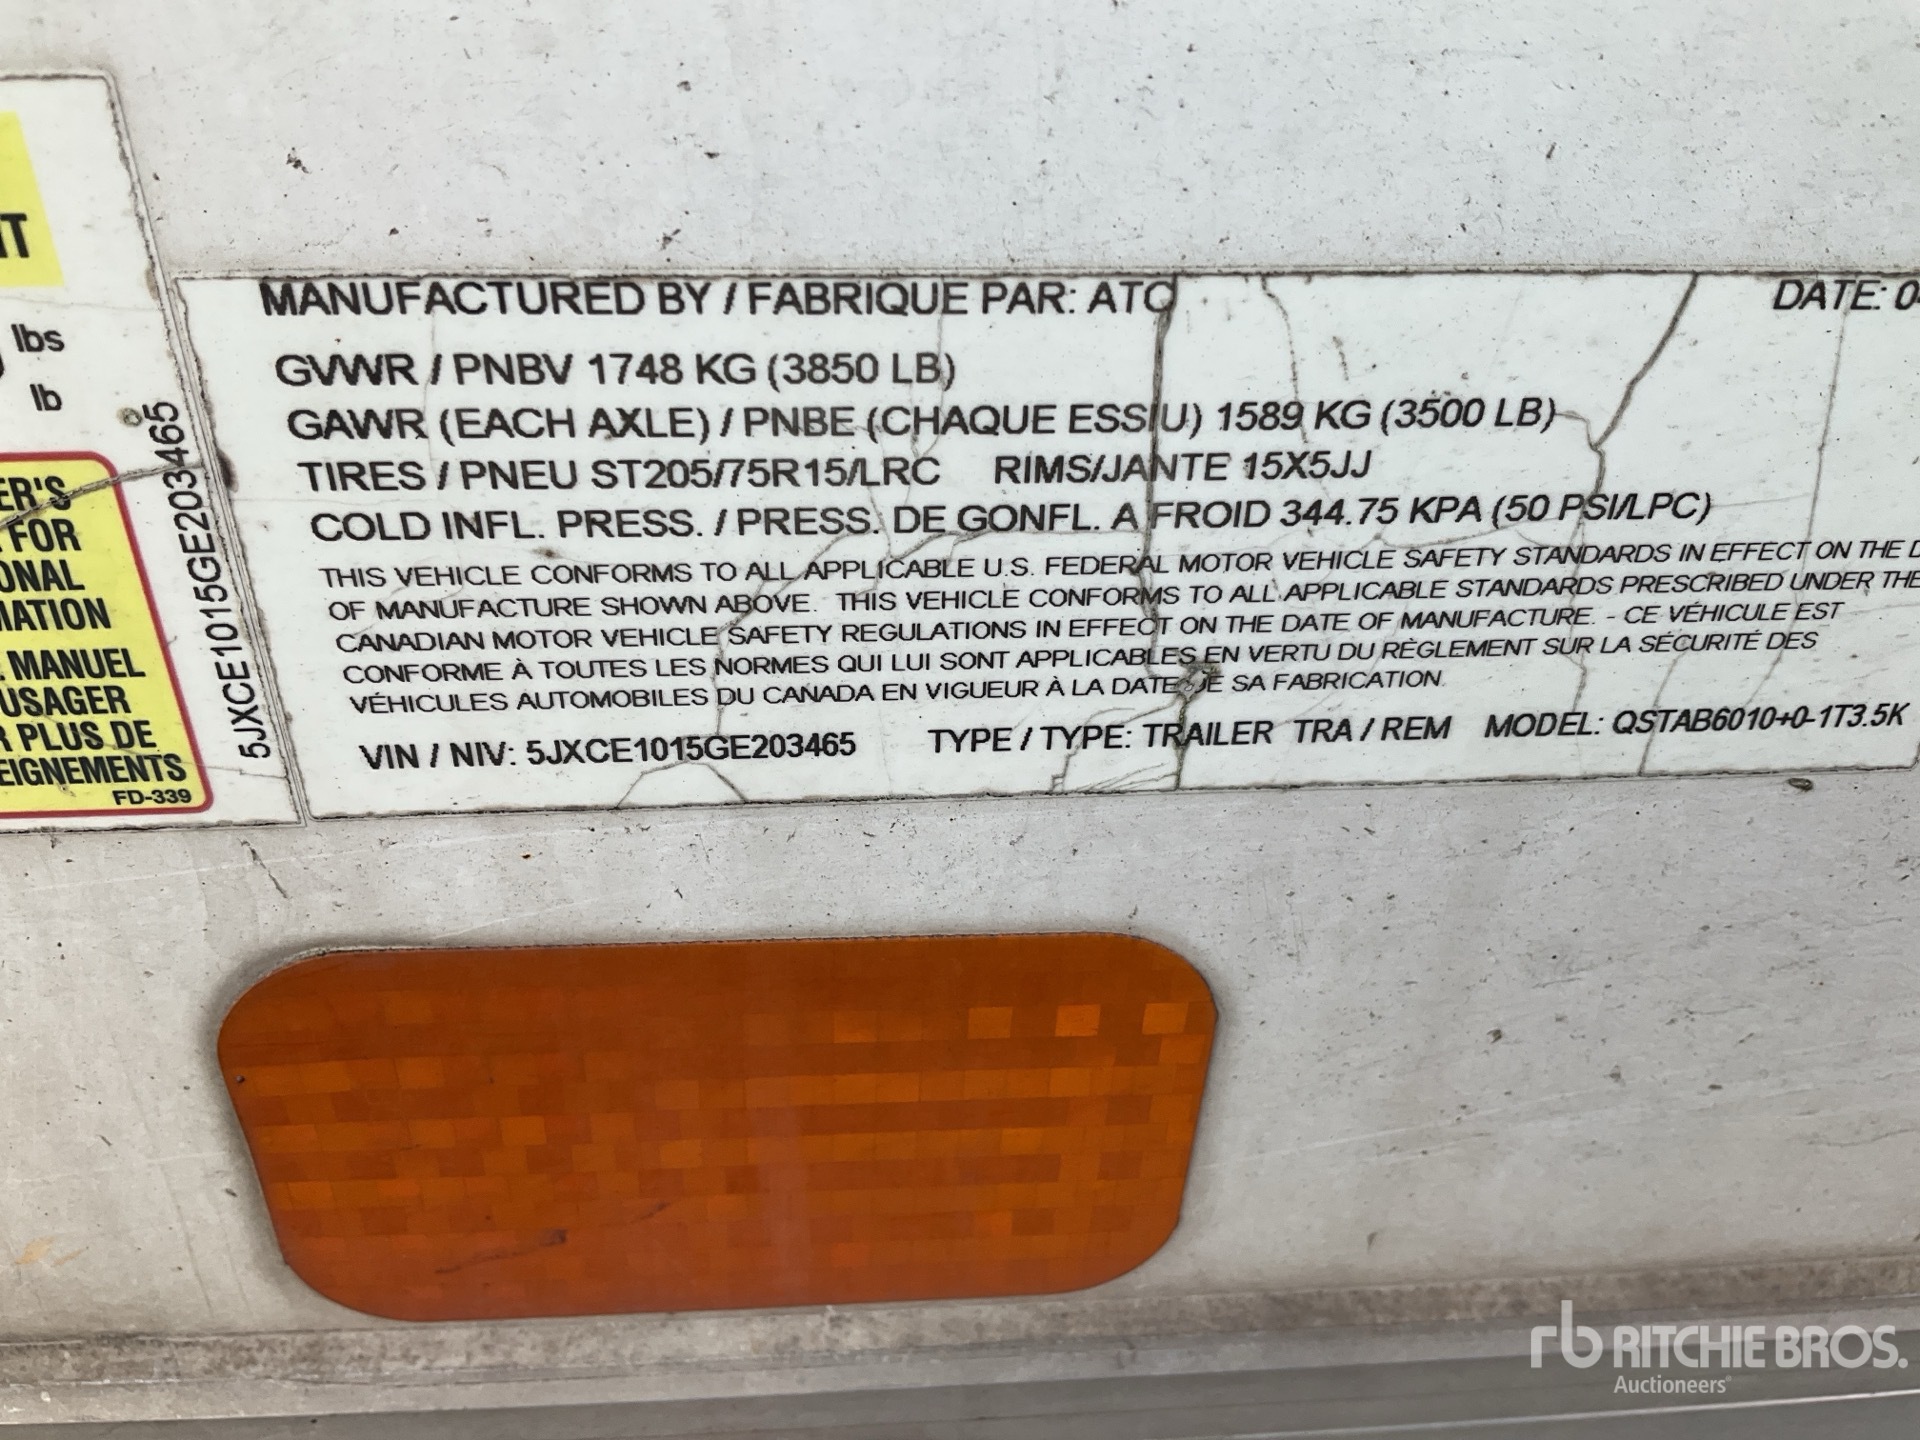 IT
lbs
lb
ER'S
FOR
ONAL
MATION
MANUEL
USAGER
R PLUS DE
EIGNEMENTS
FD-339
5JXCE1015GE203465
MANUFACTURED BY / FABRIQUE PAR: ATC DATE: 04
GVWR / PNBV 1748 KG (3850 LB)
GAWR (EACH AXLE) / PNBE (CHAQUE ESSIU) 1589 KG (3500 LB)
TIRES / PNEU ST205/75R15/LRC RIMS/JANTE 15X5JJ
COLD INFL. PRESS. / PRESS. DE GONFL. A FROID 344.75 KPA (50 PSI/LPC)
THIS VEHICLE CONFORMS TO ALL APPLICABLE U.S. FEDERAL MOTOR VEHICLE SAFETY STANDARDS IN EFFECT ON THE D
OF MANUFACTURE SHOWN ABOVE. THIS VEHICLE CONFORMS TO ALL APPLICABLE STANDARDS PRESCRIBED UNDER THE
CANADIAN MOTOR VEHICLE SAFETY REGULATIONS IN EFFECT ON THE DATE OF MANUFACTURE. - CE VÉHICULE EST
CONFORME À TOUTES LES NORMES QUI LUI SONT APPLICABLES EN VERTU DU RÈGLEMENT SUR LA SÉCURITÉ DES
VÉHICULES AUTOMOBILES DU CANADA EN VIGUEUR À LA DATE DE SA FABRICATION.
VIN / NIV: 5JXCE1015GE203465 TYPE / TYPE: TRAILER TRA / REM MODEL: QSTAB6010+0-1T3.5K
rb RITCHIE BROS.
Auctioneers